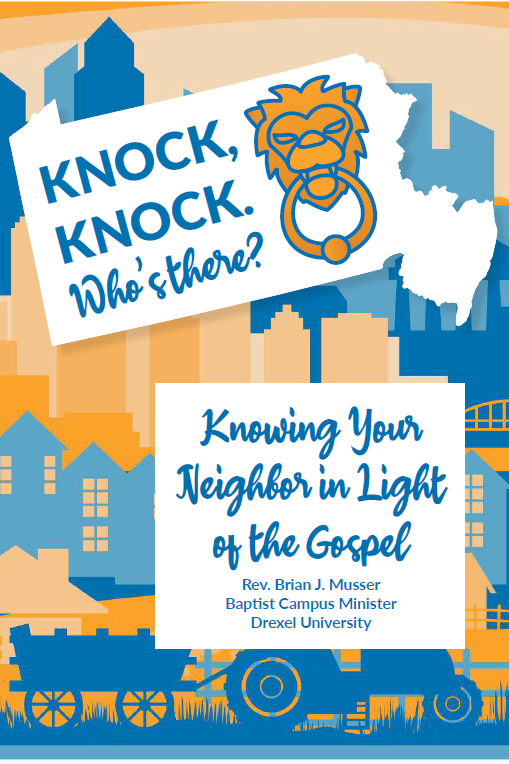 KNOCK,
KNOCK.
Who's there?
Knowing Your
Neighbor in Light
of the Gospel
Rev. Brian J. Musser
Baptist Campus Minister
Drexel University